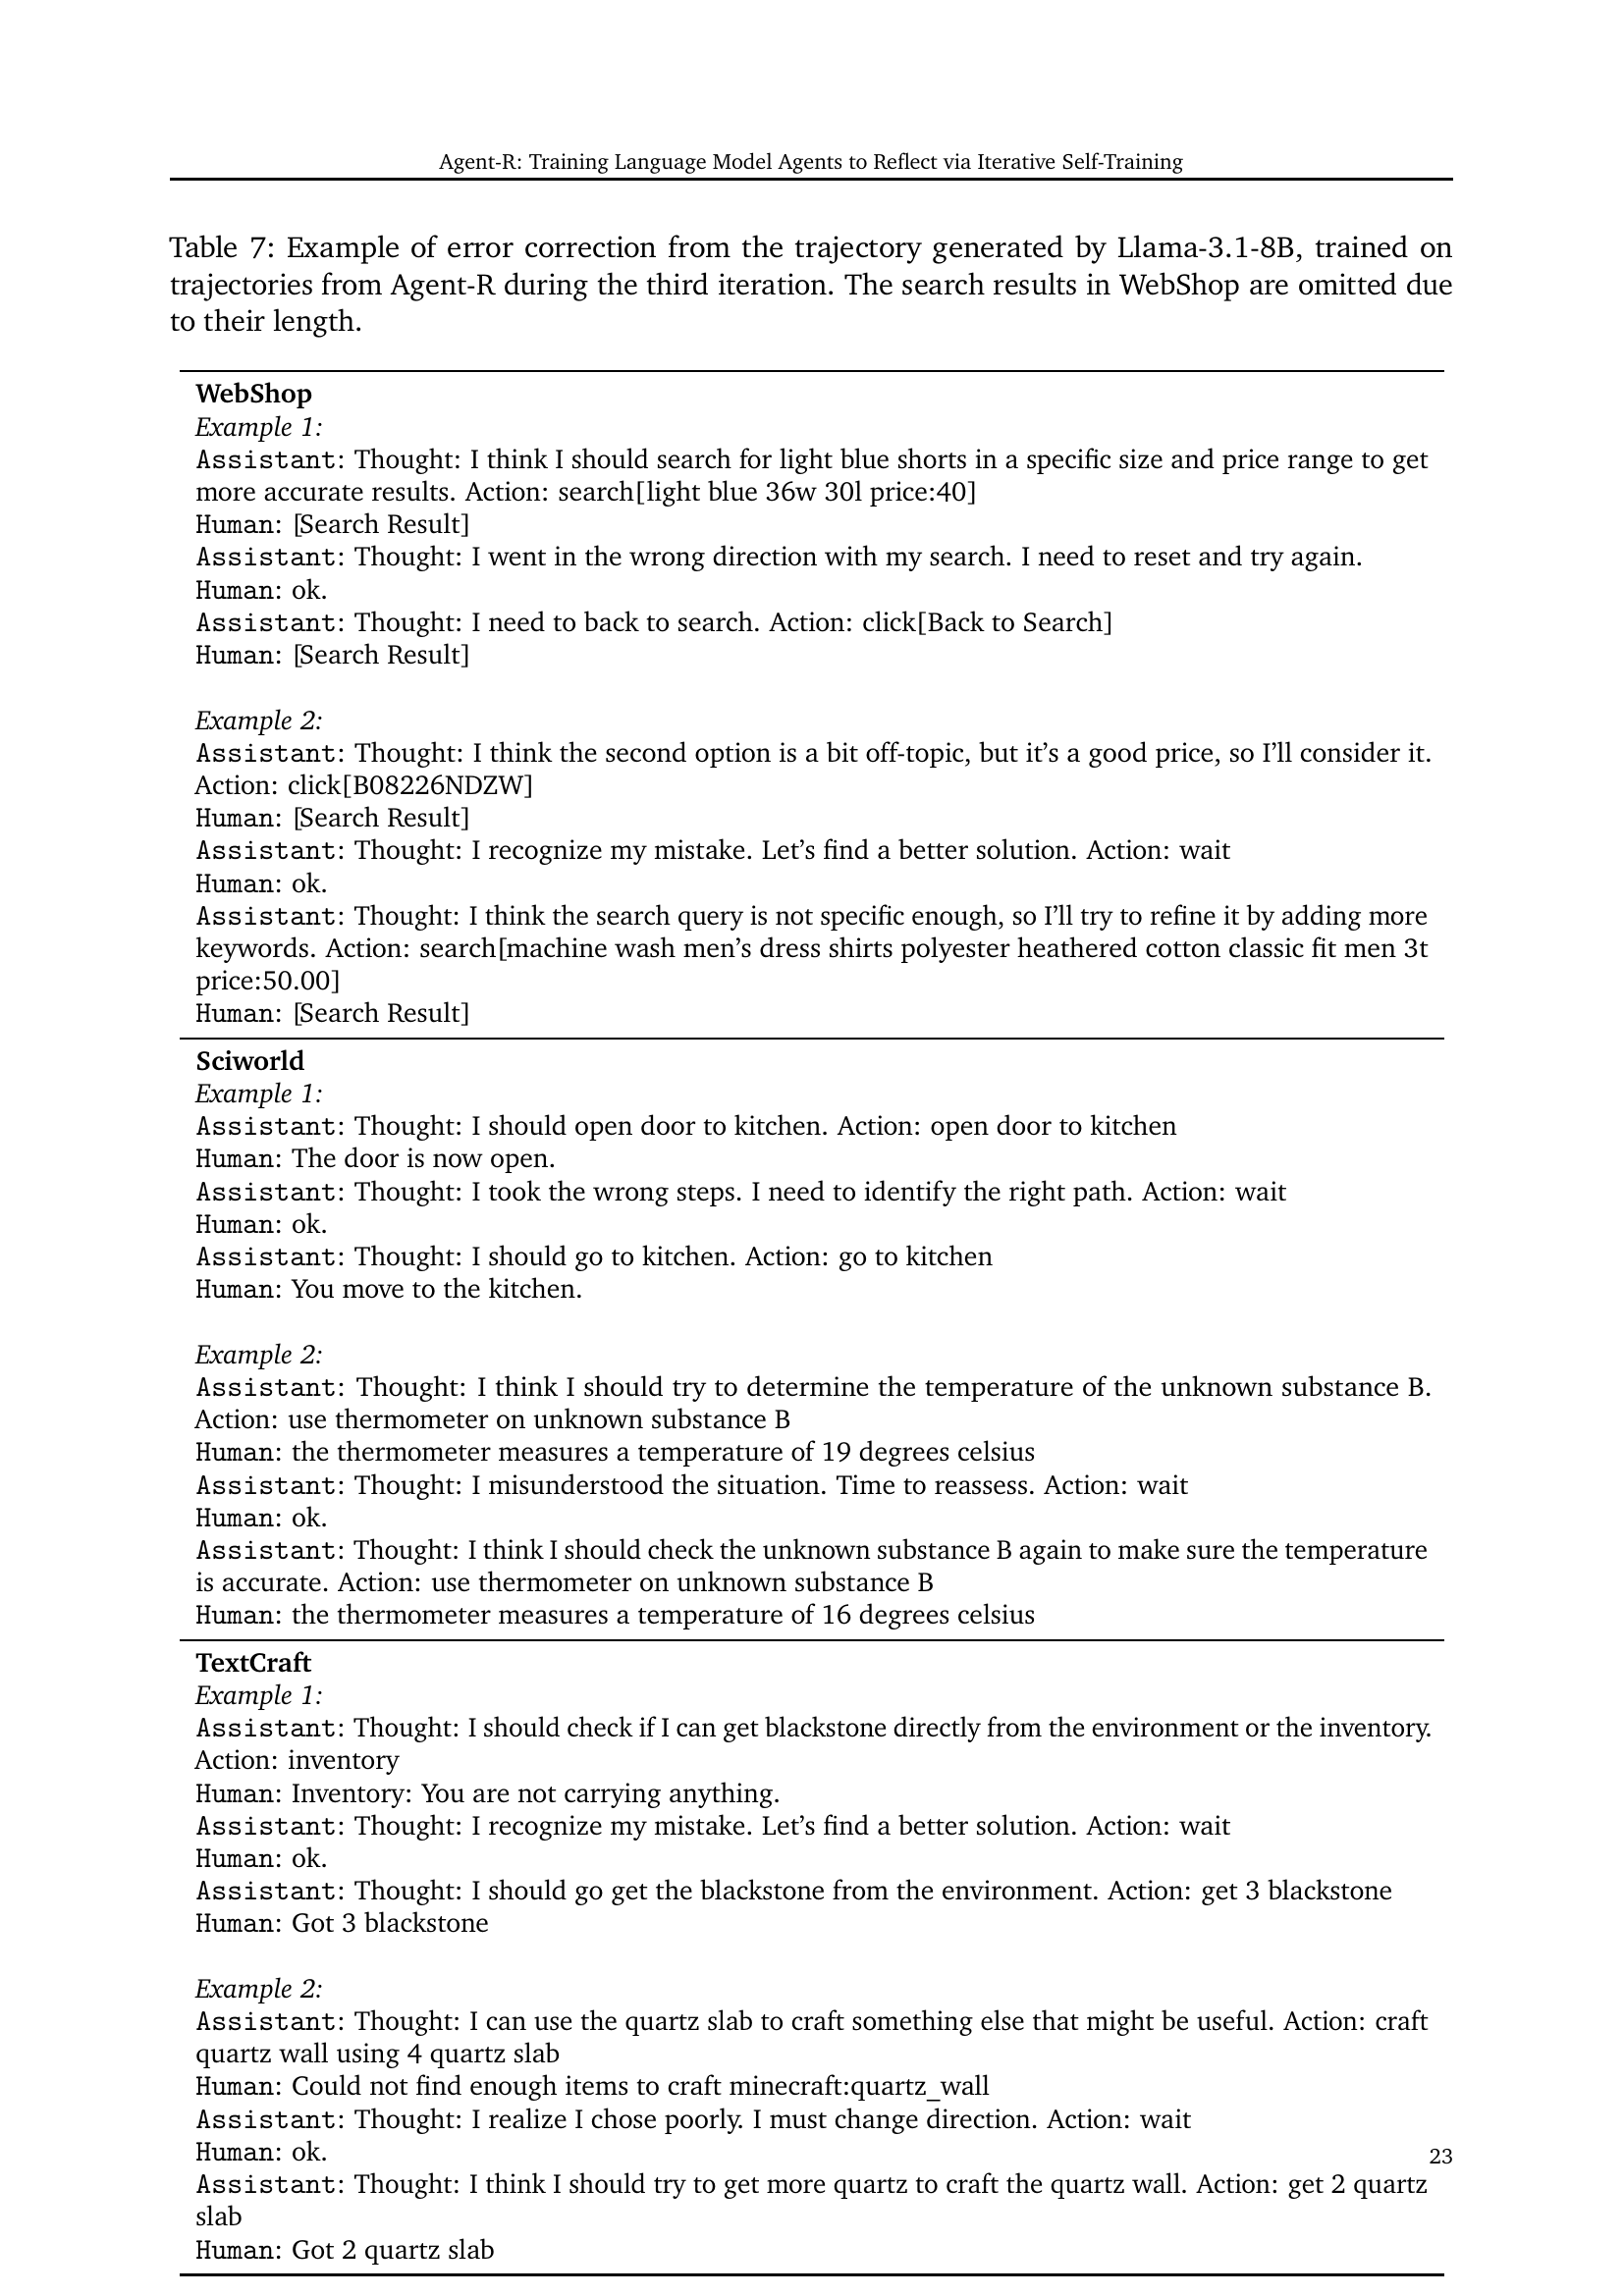 Agent-R: Training Language Model Agents to Reflect via Iterative Self-Training
Table 7: Example of error correction from the trajectory generated by Llama-3.1-8B, trained on
trajectories from Agent-R during the third iteration. The search results in WebShop are omitted due
to their length.
WebShop
Example 1:
Assistant: Thought: I think I should search for light blue shorts in a specific size and price range to get
more accurate results. Action: search[light blue 36w 30l price:40]
Human: [Search Result]
Assistant: Thought: I went in the wrong direction with my search. I need to reset and try again.
Human: ok.
Assistant: Thought: I need to back to search. Action: click[Back to Search]
Human: [Search Result]
Example 2:
Assistant: Thought: I think the second option is a bit off-topic, but it's a good price, so I'll consider it.
Action: click[B08226NDZW]
Human: [Search Result]
Assistant: Thought: I recognize my mistake. Let's find a better solution. Action: wait
Human: ok.
Assistant: Thought: I think the search query is not specific enough, so I'll try to refine it by adding more
keywords. Action: search[machine wash men's dress shirts polyester heathered cotton classic fit men 3t
price:50.00]
Human: [Search Result]
Sciworld
Example 1:
Assistant: Thought: I should open door to kitchen. Action: open door to kitchen
Human: The door is now open.
Assistant: Thought: I took the wrong steps. I need to identify the right path. Action: wait
Human: ok.
Assistant: Thought: I should go to kitchen. Action: go to kitchen
Human: You move to the kitchen.
Example 2:
Assistant: Thought: I think I should try to determine the temperature of the unknown substance B.
Action: use thermometer on unknown substance B
Human: the thermometer measures a temperature of 19 degrees celsius
Assistant: Thought: I misunderstood the situation. Time to reassess. Action: wait
Human: ok.
Assistant: Thought: I think I should check the unknown substance B again to make sure the temperature
is accurate. Action: use thermometer on unknown substance B
Human: the thermometer measures a temperature of 16 degrees celsius
TextCraft
Example 1:
Assistant: Thought: I should check if I can get blackstone directly from the environment or the inventory.
Action: inventory
Human: Inventory: You are not carrying anything.
Assistant: Thought: I recognize my mistake. Let's find a better solution. Action: wait
Human: ok.
Assistant: Thought: I should go get the blackstone from the environment. Action: get 3 blackstone
Human: Got 3 blackstone
Example 2:
Assistant: Thought: I can use the quartz slab to craft something else that might be useful. Action: craft
quartz wall using 4 quartz slab
Human: Could not find enough items to craft minecraft:quartz_wall
Assistant: Thought: I realize I chose poorly. I must change direction. Action: wait
Human: ok.
23
Assistant: Thought: I think I should try to get more quartz to craft the quartz wall. Action: get 2 quartz
slab
Human: Got 2 quartz slab